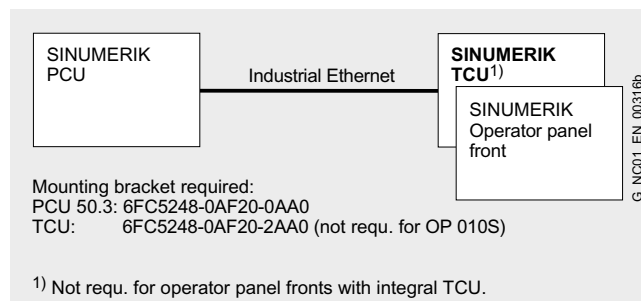 SINUMERIK
PCU
Industrial Ethernet
SINUMERIK
TCU1)
SINUMERIK
Operator panel
front
G_NC01_EN_00316b
Mounting bracket required:
PCU 50.3: 6FC5248-0AF20-0AA0
TCU: 6FC5248-0AF20-2AA0 (not requ. for OP 010S)
1) Not requ. for operator panel fronts with integral TCU.